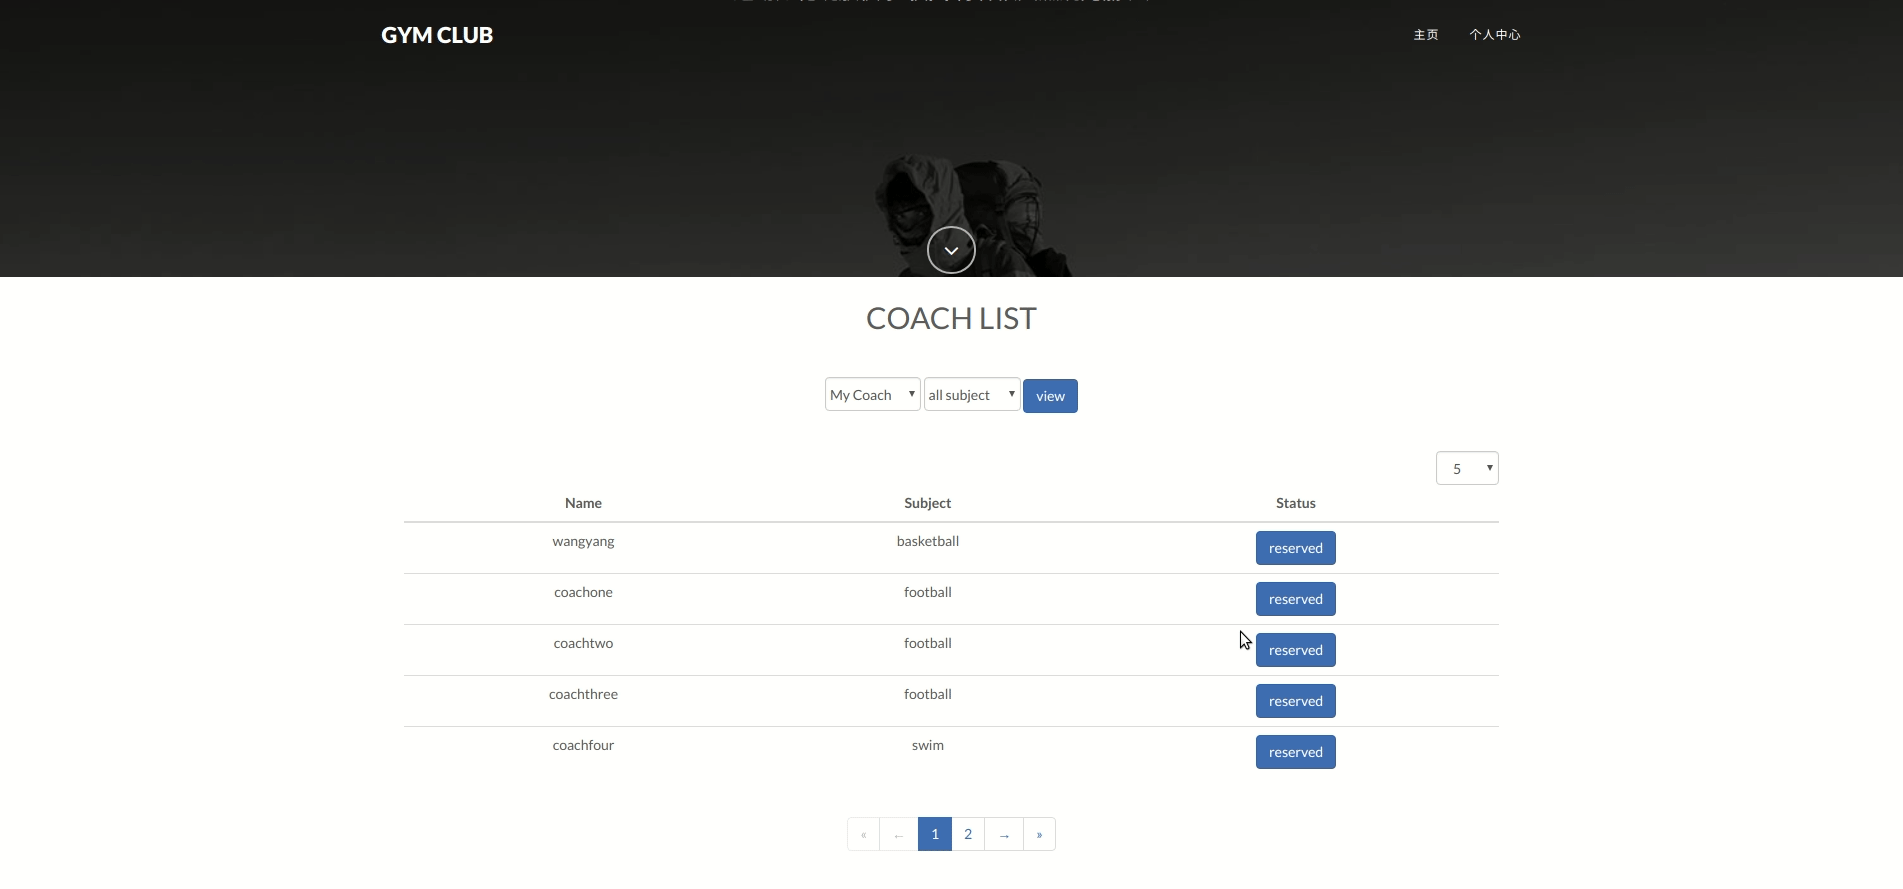 GYM CLUB 主页 个人中心
COACH LIST
My Coach all subject view
5
Name Subject Status
wangyang basketball reserved
coachone football reserved
coachtwo football reserved
coachthree football reserved
coachfour swim reserved
« ← 1 2 → »